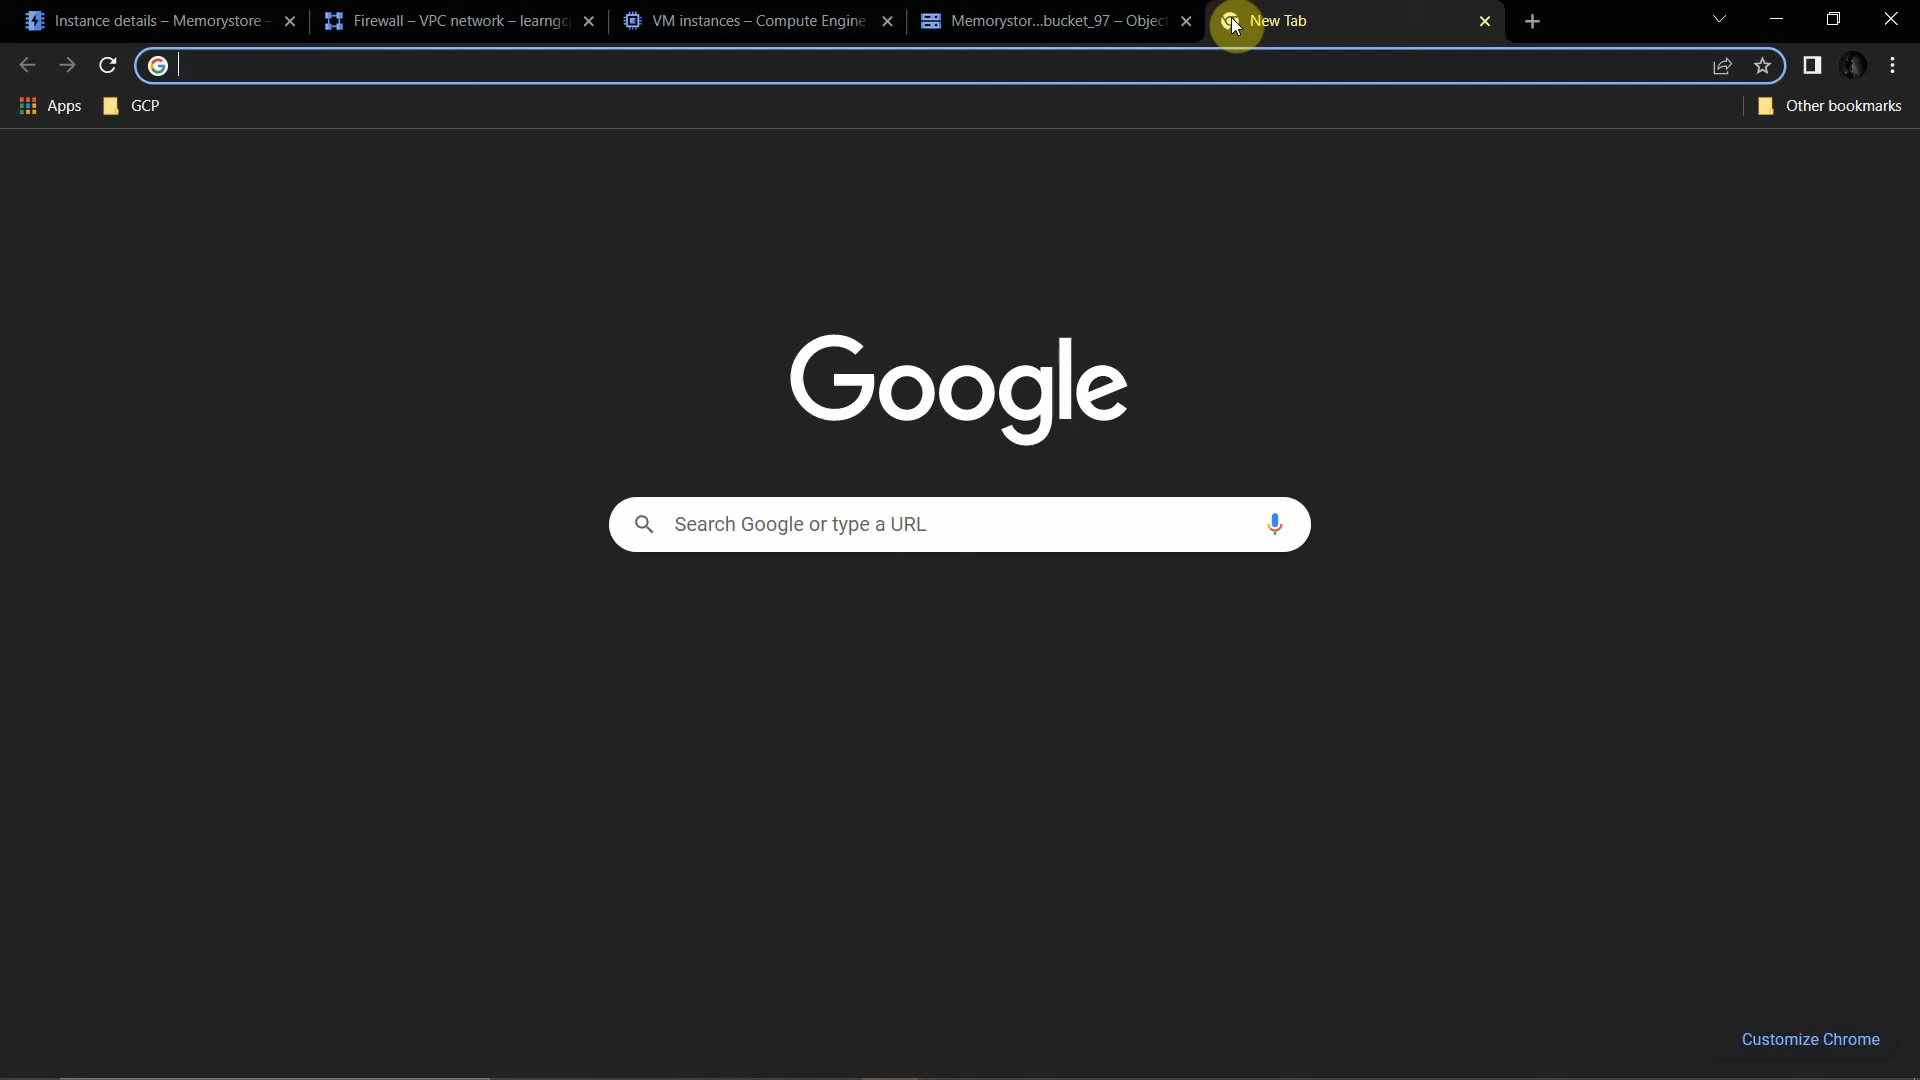 Instance details – Memorystore –
Firewall – VPC network – learngc
VM instances – Compute Engine
Memorystor...bucket_97 – Objec
New Tab
Apps
GCP
Other bookmarks
Google
Search Google or type a URL
Customize Chrome